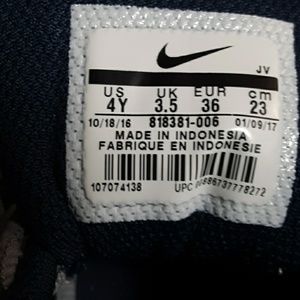 JV
US UK EUR cm
4Y 3.5 36 23
10/18/16 818381-006 01/09/17
MADE IN INDONESIA
FABRIQUE EN INDONESIE
107074138 UPC 00886737778272